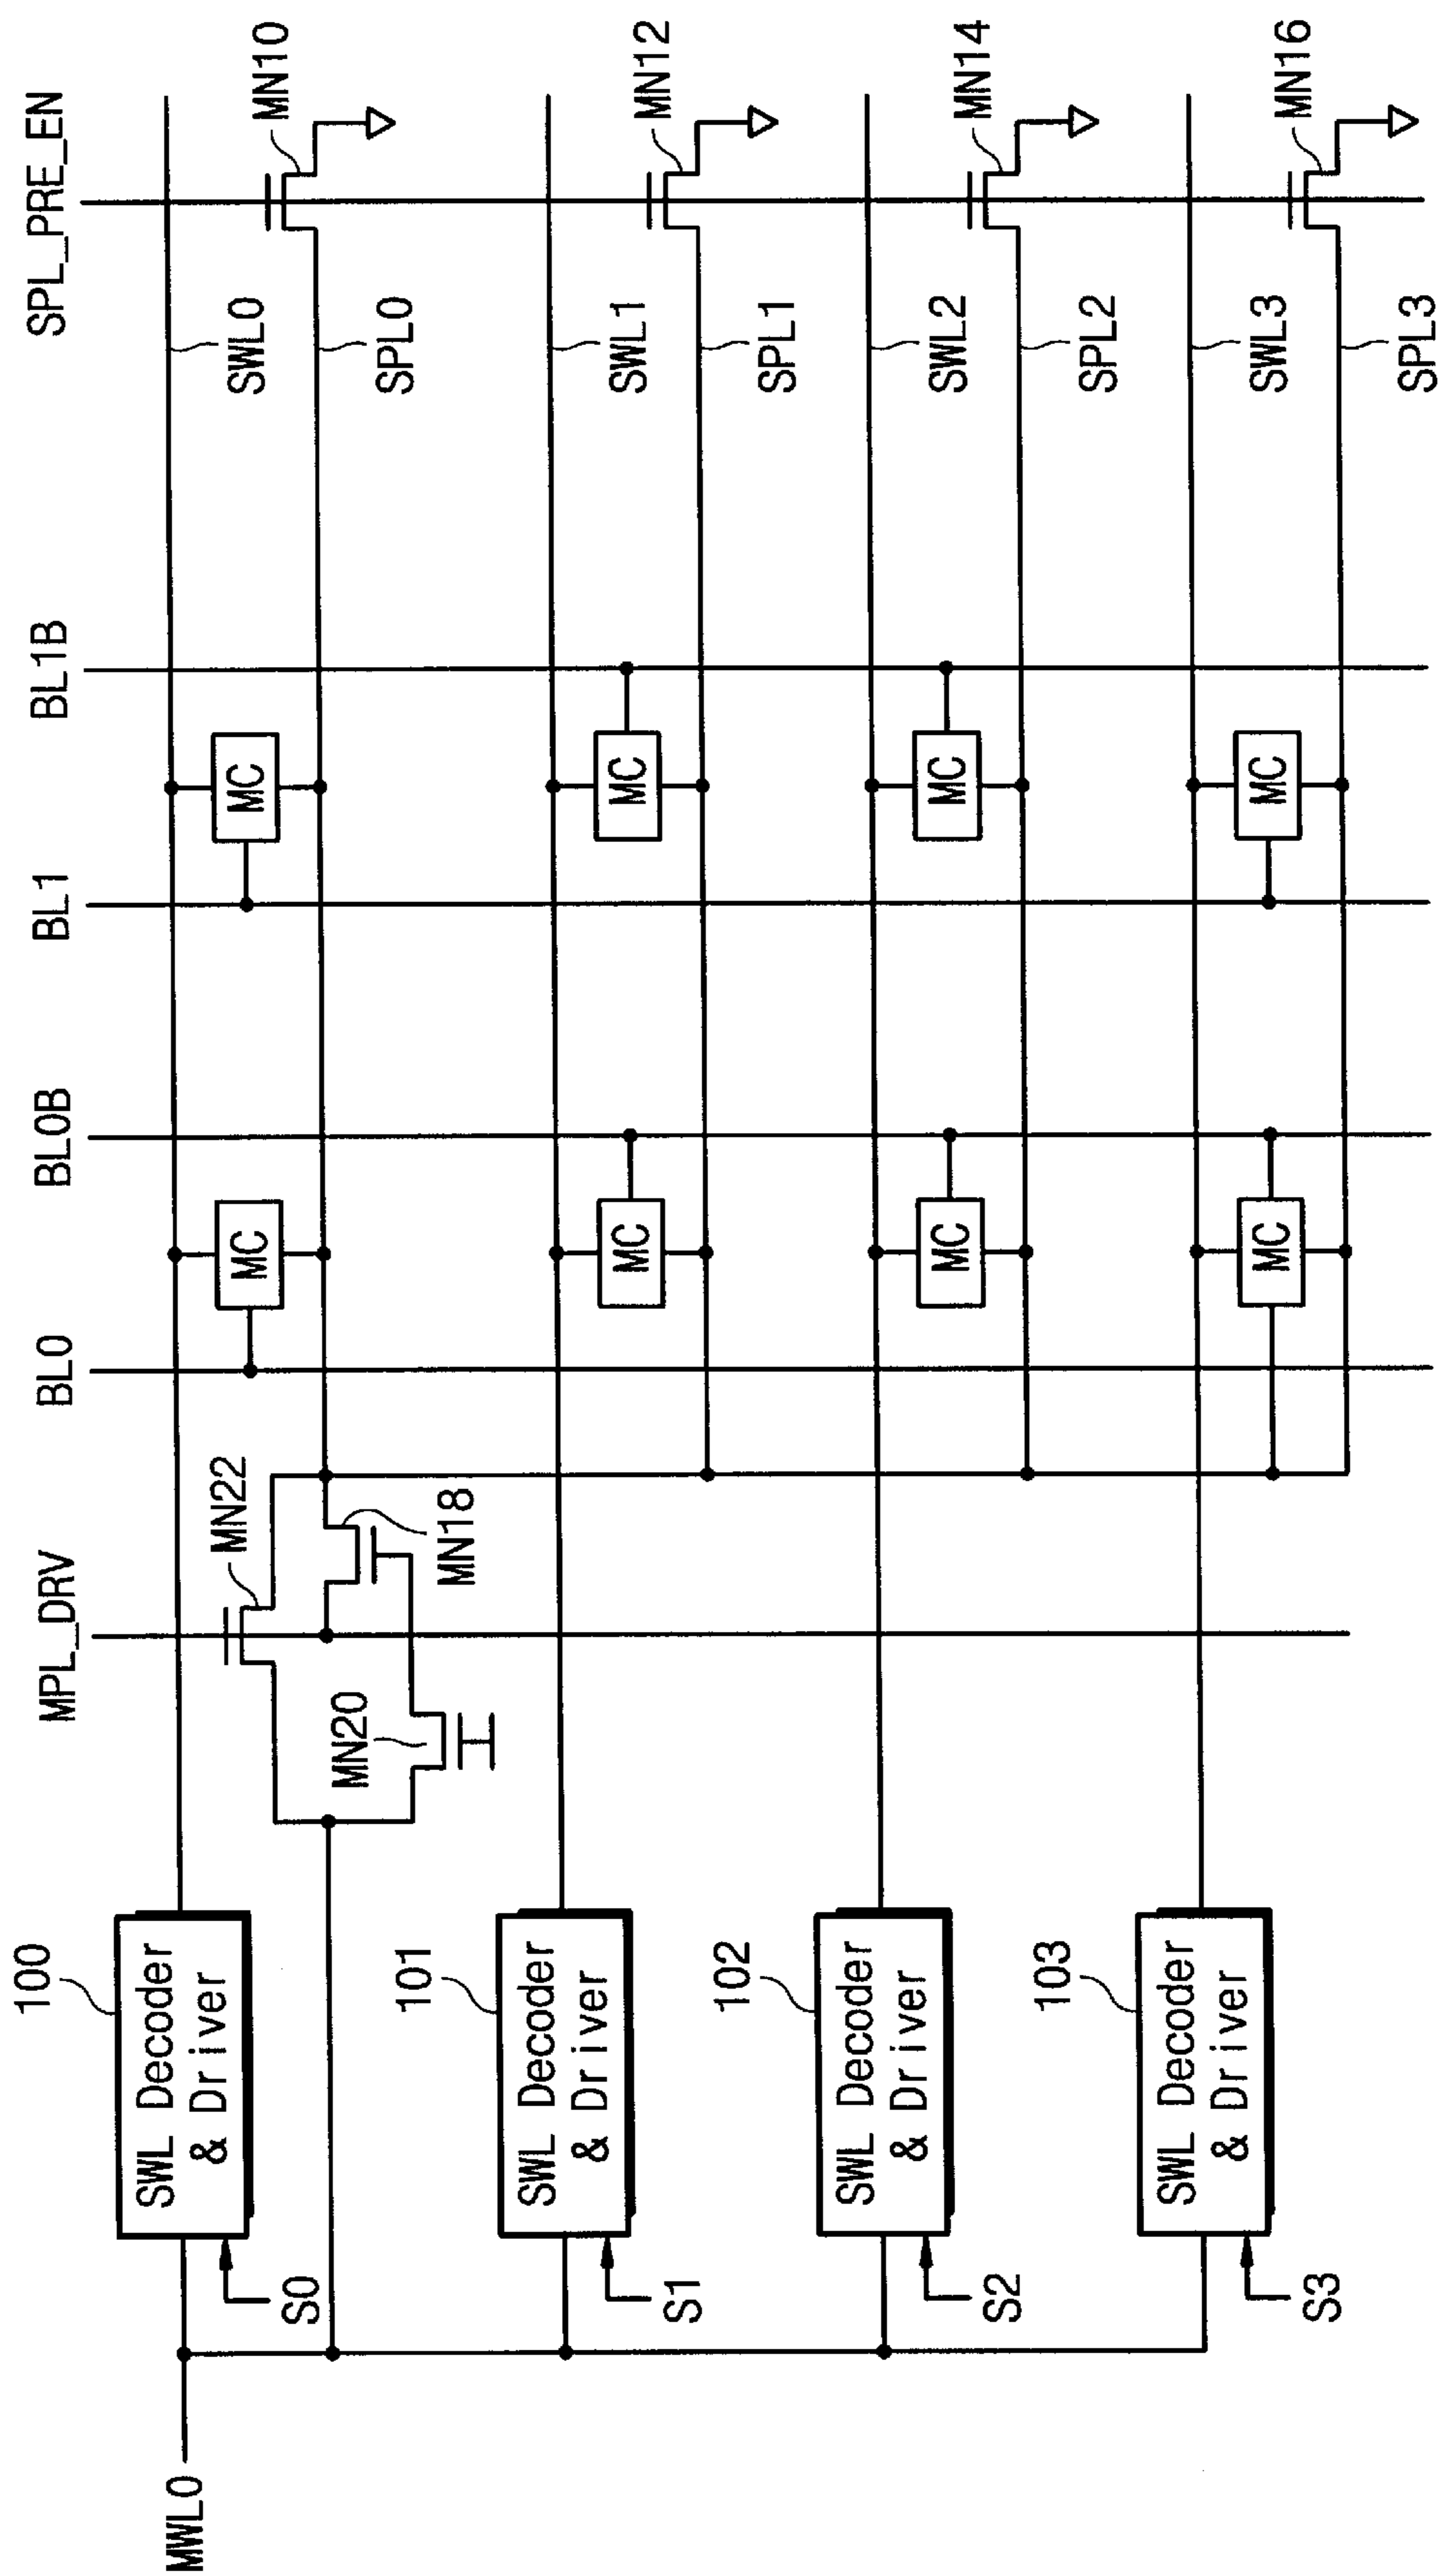 MWL0
100
SWL Decoder
& Driver
S0
MPL_DRV
MN22
MN18
MN20
BL0
BL0B
BL1
BL1B
SPL_PRE_EN
MC
MC
SWL0
SPL0
MN10
101
SWL Decoder
& Driver
S1
MC
MC
SWL1
SPL1
MN12
102
SWL Decoder
& Driver
S2
MC
MC
SWL2
SPL2
MN14
103
SWL Decoder
& Driver
S3
MC
MC
SWL3
SPL3
MN16